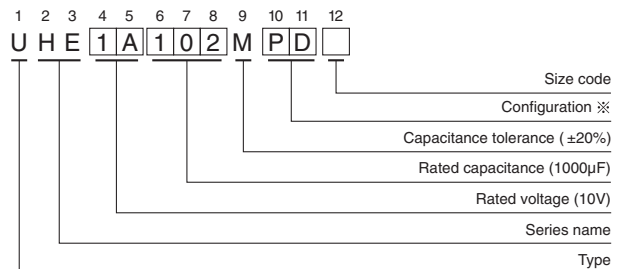 1 2 3 4 5 6 7 8 9 10 11 12
U H E 1 A 1 0 2 M P D
Size code
Configuration ※
Capacitance tolerance ( ±20%)
Rated capacitance (1000µF)
Rated voltage (10V)
Series name
Type